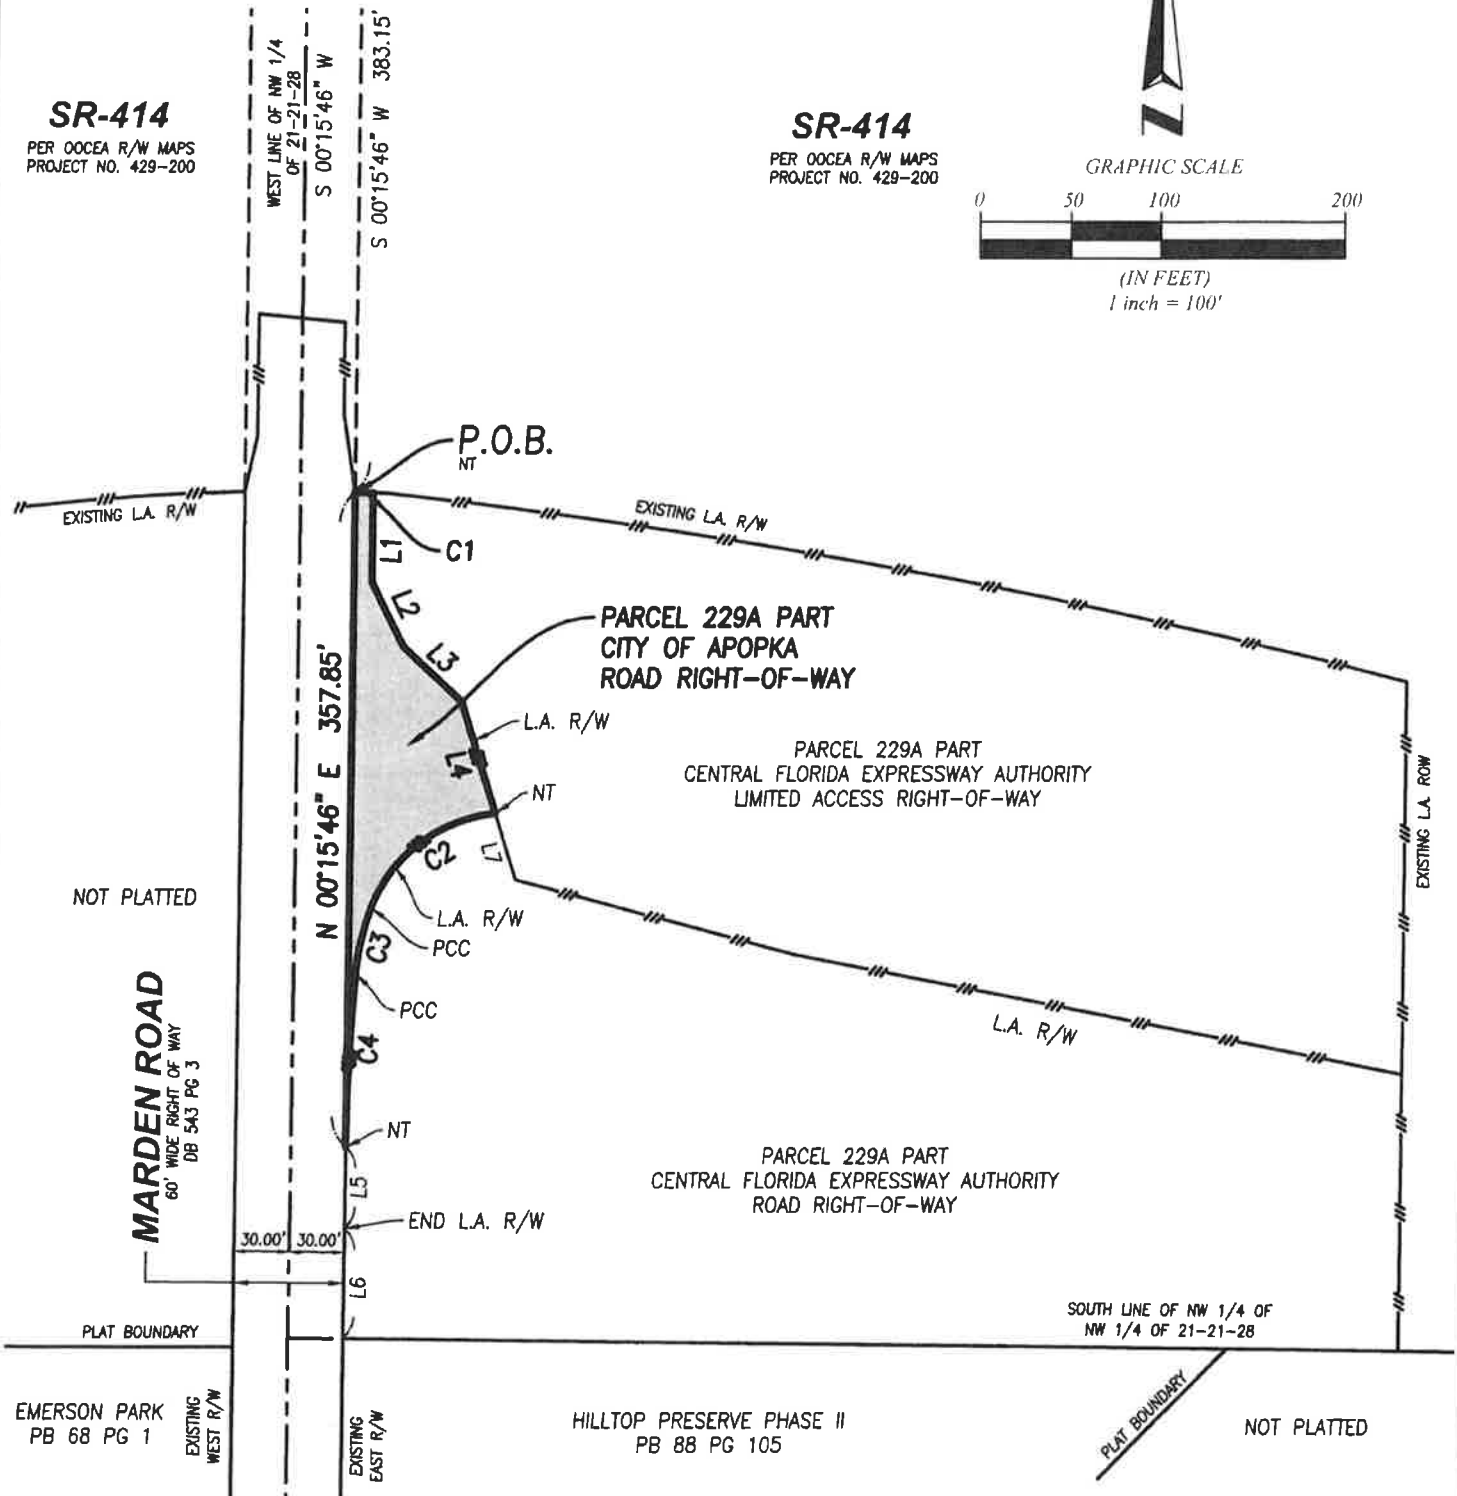 SR-414
PER OOCEA R/W MAPS
PROJECT NO. 429-200
WEST LINE OF NW 1/4
OF 21-21-28
S 00°15'46" W
S 00°15'46" W 383.15'
SR-414
PER OOCEA R/W MAPS
PROJECT NO. 429-200
N
GRAPHIC SCALE
0 50 100 200
(IN FEET)
1 inch = 100'
P.O.B.
NT
EXISTING L.A. R/W
EXISTING L.A. R/W
C1
L1
L2
L3
PARCEL 229A PART
CITY OF APOPKA
ROAD RIGHT-OF-WAY
N 00°15'46" E 357.85'
L.A. R/W
L4
PARCEL 229A PART
CENTRAL FLORIDA EXPRESSWAY AUTHORITY
LIMITED ACCESS RIGHT-OF-WAY
EXISTING L.A. ROW
NT
C2
L7
NOT PLATTED
L.A. R/W
PCC
C3
PCC
L.A. R/W
C4
MARDEN ROAD
60' WIDE RIGHT OF WAY
DB 543 PG 3
NT
PARCEL 229A PART
CENTRAL FLORIDA EXPRESSWAY AUTHORITY
ROAD RIGHT-OF-WAY
L5
END L.A. R/W
30.00' 30.00'
L6
SOUTH LINE OF NW 1/4 OF
NW 1/4 OF 21-21-28
PLAT BOUNDARY
EMERSON PARK
PB 68 PG 1
EXISTING
WEST R/W
EXISTING
EAST R/W
HILLTOP PRESERVE PHASE II
PB 88 PG 105
PLAT BOUNDARY
NOT PLATTED